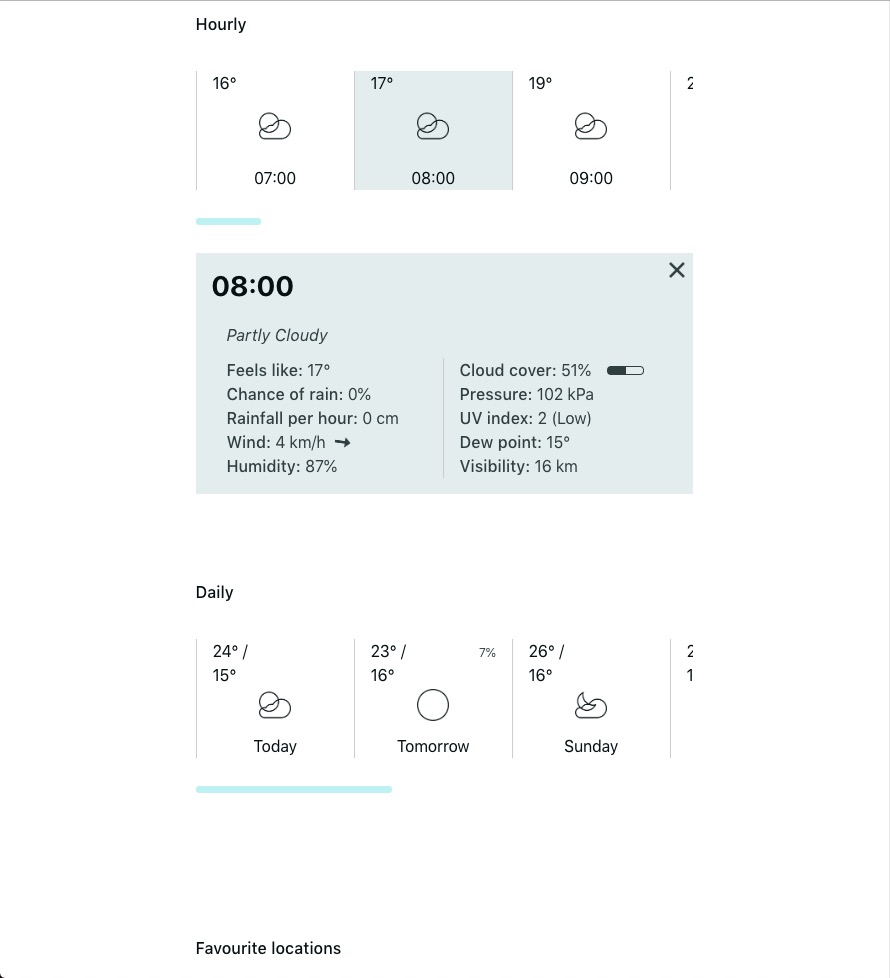 Hourly
16° 17° 19°
07:00 08:00 09:00
08:00
Partly Cloudy
Feels like: 17°
Chance of rain: 0%
Rainfall per hour: 0 cm
Wind: 4 km/h
Humidity: 87%
Cloud cover: 51%
Pressure: 102 kPa
UV index: 2 (Low)
Dew point: 15°
Visibility: 16 km
Daily
24° / 23° / 7% 26° /
15° 16° 16°
Today Tomorrow Sunday
Favourite locations